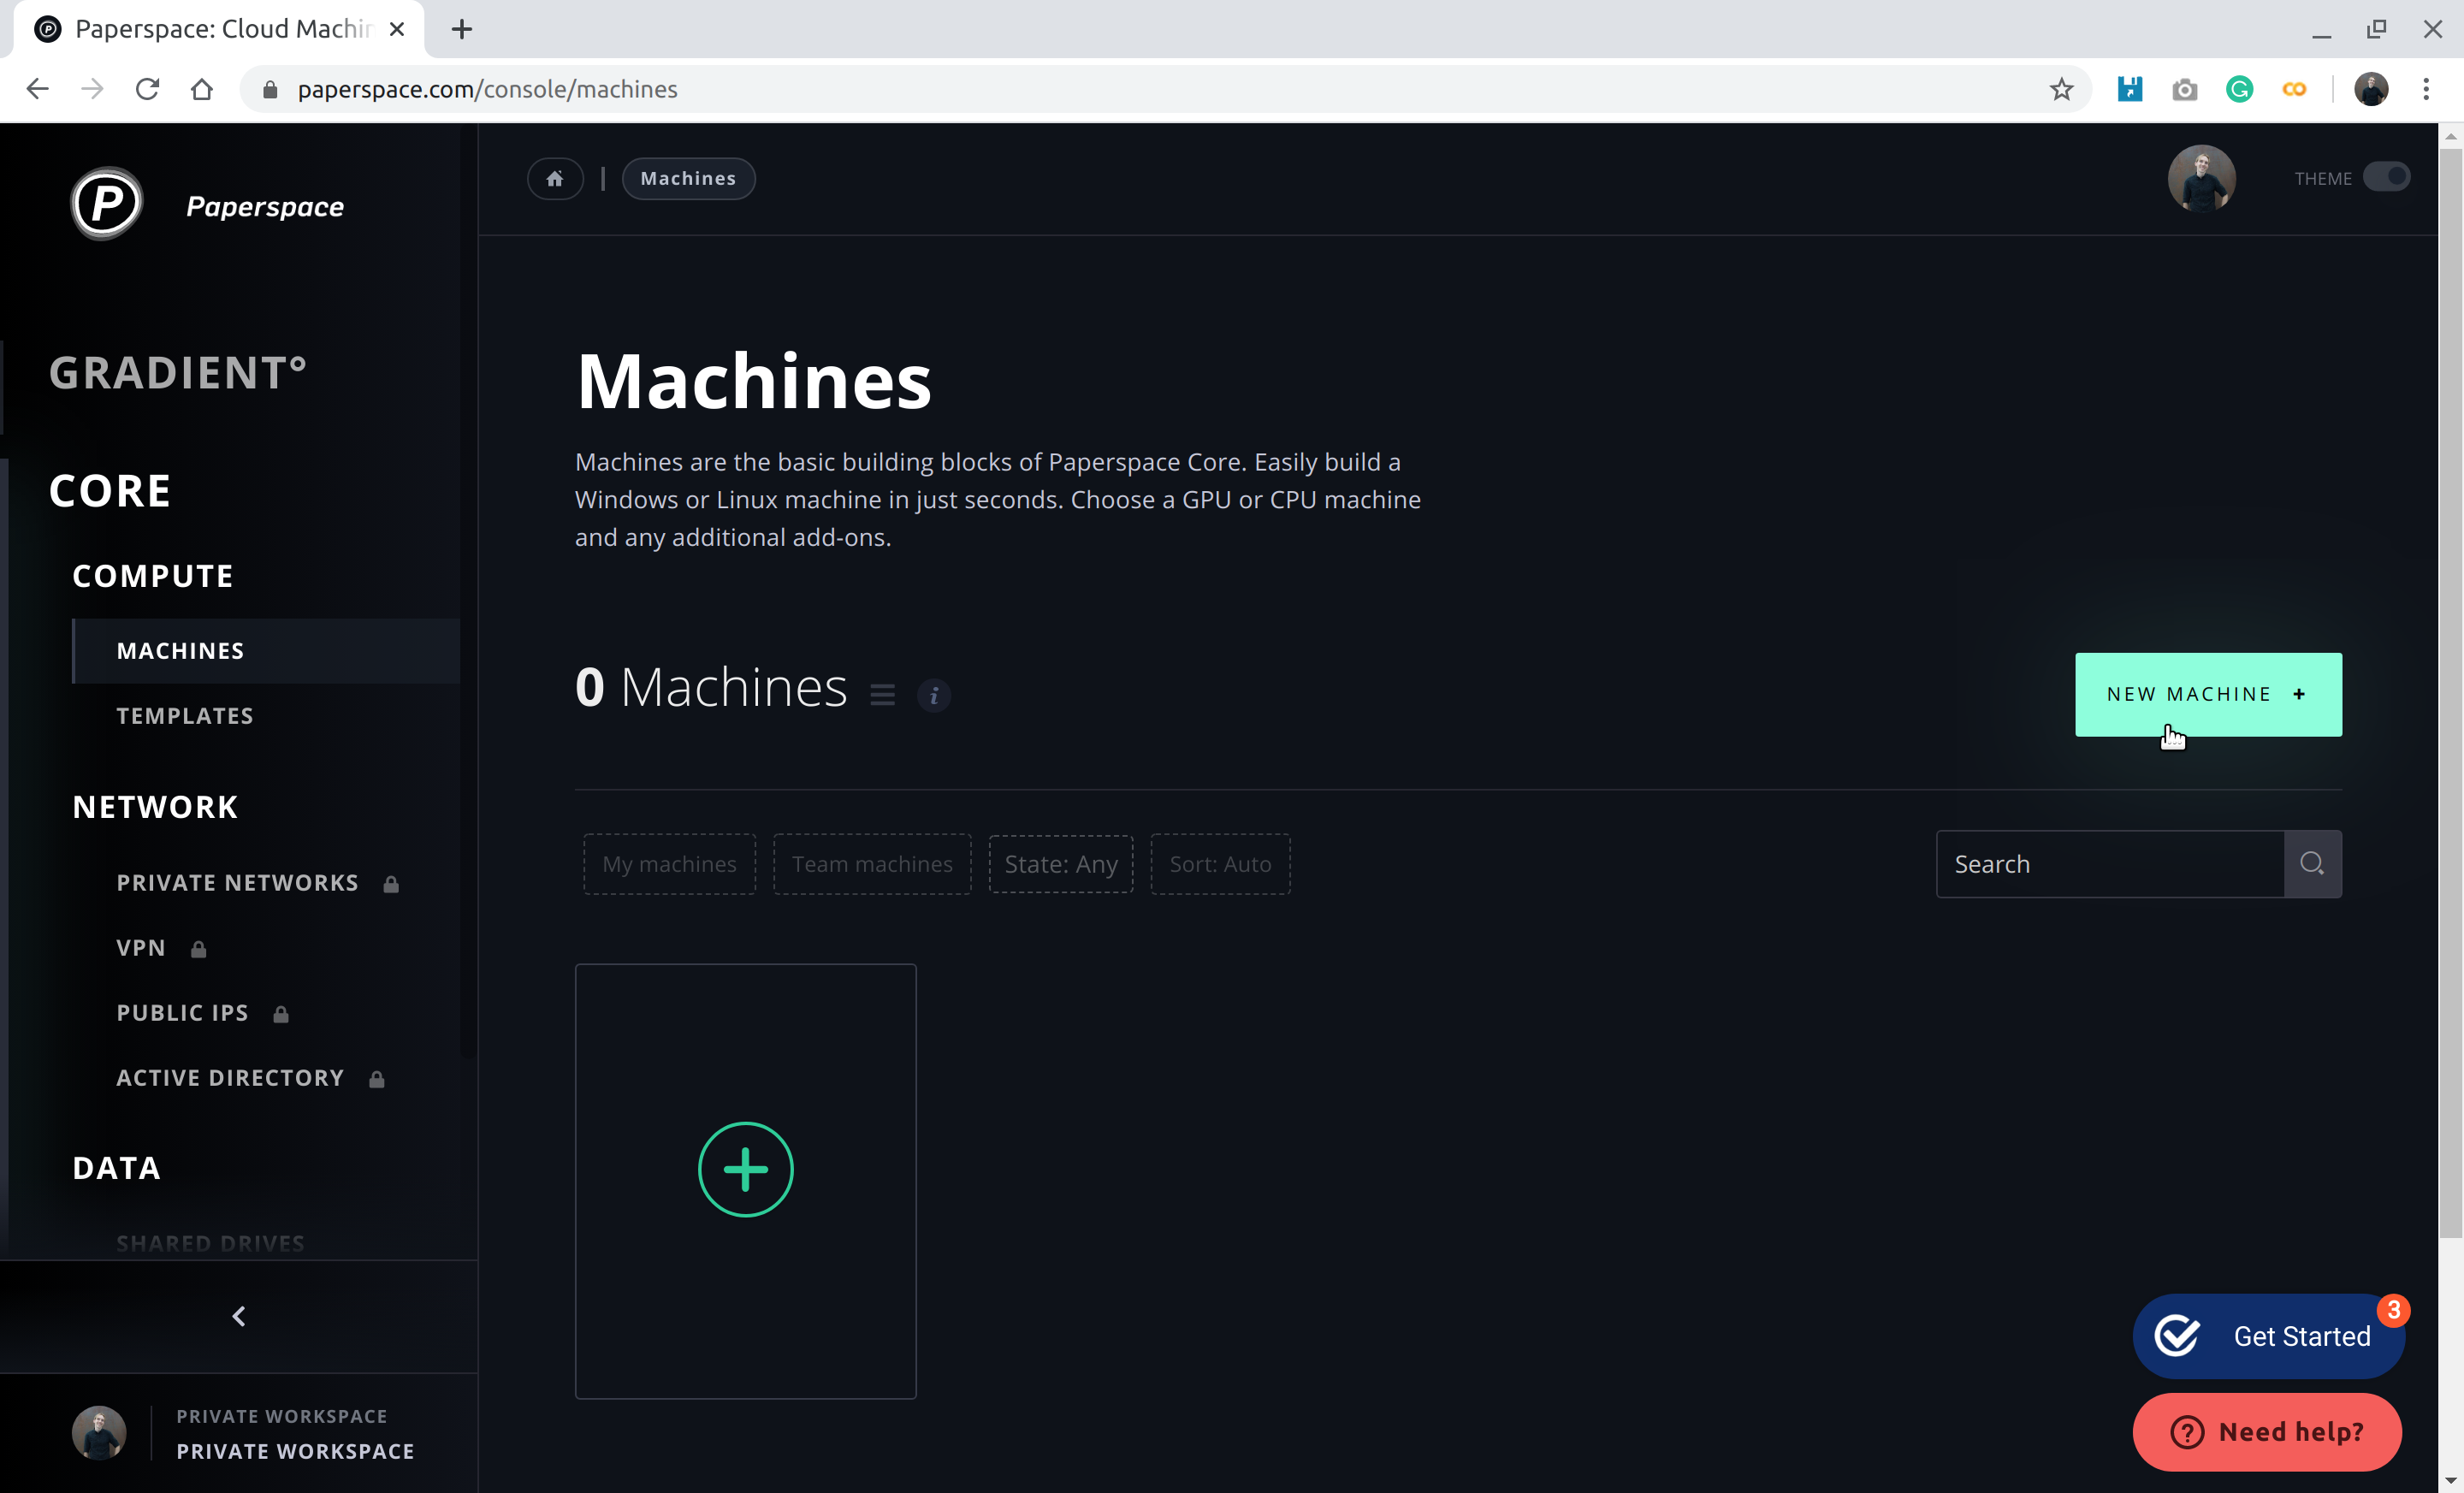 Paperspace: Cloud Machin
paperspace.com/console/machines
P Paperspace
Machines
THEME
GRADIENT°
CORE
COMPUTE
MACHINES
TEMPLATES
NETWORK
PRIVATE NETWORKS
VPN
PUBLIC IPS
ACTIVE DIRECTORY
DATA
SHARED DRIVES
PRIVATE WORKSPACE
PRIVATE WORKSPACE
Machines
Machines are the basic building blocks of Paperspace Core. Easily build a
Windows or Linux machine in just seconds. Choose a GPU or CPU machine
and any additional add-ons.
0 Machines i
NEW MACHINE +
My machines
Team machines
State: Any
Sort: Auto
Search
3
Get Started
? Need help?